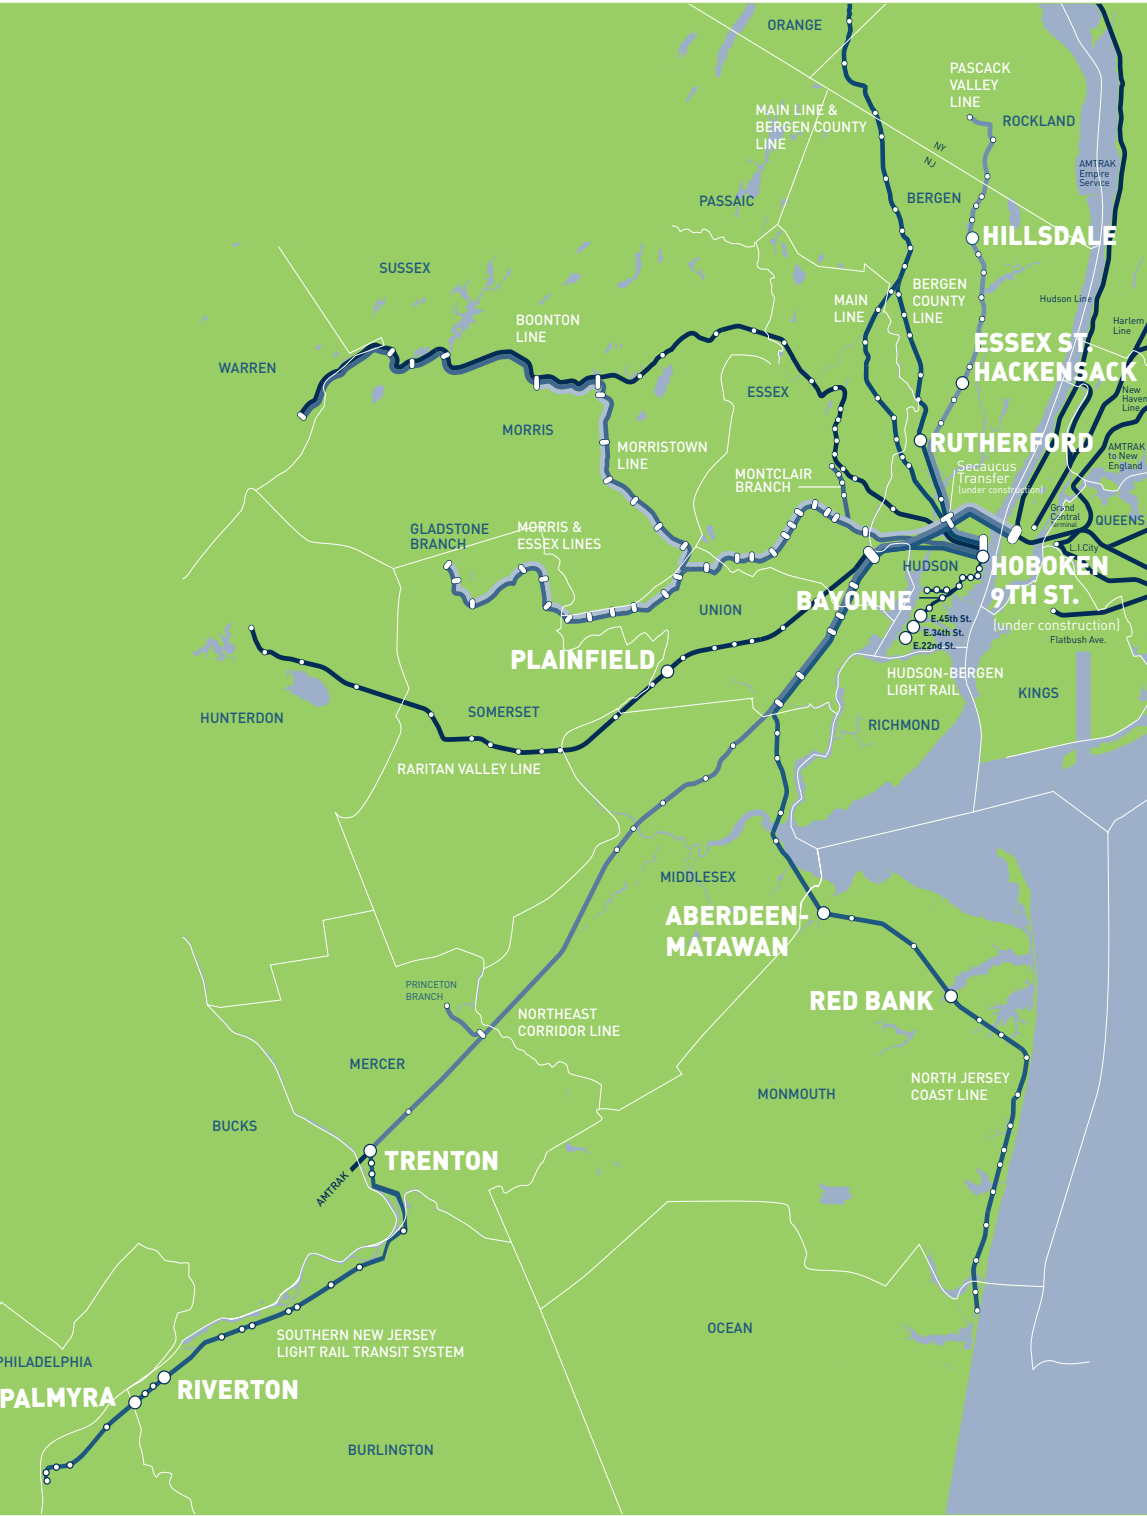 ORANGE
PASCACK
VALLEY
LINE
MAIN LINE &
BERGEN COUNTY
LINE
ROCKLAND
NY
NJ
AMTRAK
Empire
Service
PASSAIC
BERGEN
HILLSDALE
SUSSEX
BERGEN
COUNTY
LINE
MAIN
LINE
Hudson Line
BOONTON
LINE
Harlem
Line
ESSEX ST.
HACKENSACK
WARREN
ESSEX
New
Haven
Line
MORRIS
RUTHERFORD
MORRISTOWN
LINE
AMTRAK
to New
England
Secaucus
Transfer
(under construction)
MONTCLAIR
BRANCH
Grand
Central
Terminal
QUEENS
GLADSTONE
BRANCH
MORRIS &
ESSEX LINES
L.I.City
HUDSON
HOBOKEN
9TH ST.
(under construction)
BAYONNE
UNION
E.45th St.
E.34th St.
E.22nd St.
Flatbush Ave.
PLAINFIELD
HUDSON-BERGEN
LIGHT RAIL
KINGS
HUNTERDON
SOMERSET
RICHMOND
RARITAN VALLEY LINE
MIDDLESEX
ABERDEEN-
MATAWAN
PRINCETON
BRANCH
RED BANK
NORTHEAST
CORRIDOR LINE
MERCER
NORTH JERSEY
COAST LINE
MONMOUTH
BUCKS
TRENTON
AMTRAK
OCEAN
SOUTHERN NEW JERSEY
LIGHT RAIL TRANSIT SYSTEM
PHILADELPHIA
RIVERTON
PALMYRA
BURLINGTON